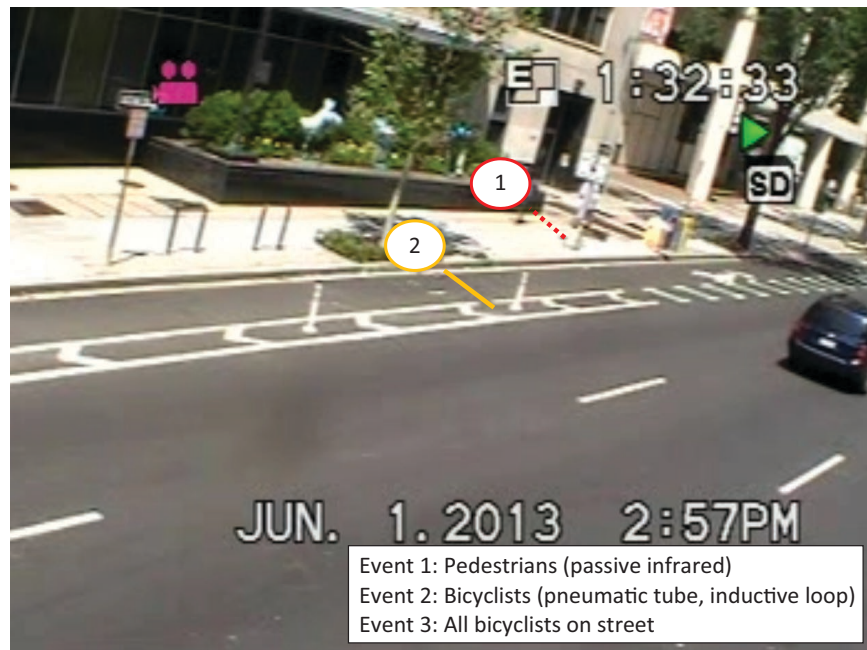 E 1:32:33
SD
1
2
JUN. 1.2013 2:57PM
Event 1: Pedestrians (passive infrared)
Event 2: Bicyclists (pneumatic tube, inductive loop)
Event 3: All bicyclists on street